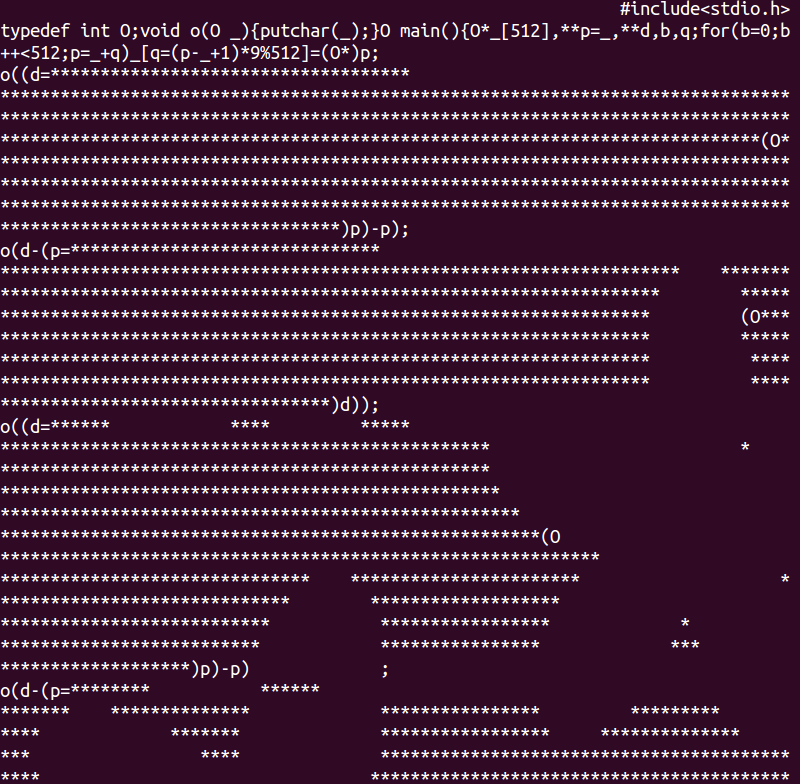 #include<stdio.h>
typedef int O;void o(O _){putchar(_);}O main(){O*_[512],**p=_,**d,b,q;for(b=0;b
++<512;p=_+q)_[q=(p-_+1)*9%512]=(O*)p;
o((d=************************************
*******************************************************************************
*******************************************************************************
****************************************************************************(O*
*******************************************************************************
*******************************************************************************
*******************************************************************************
**********************************)p)-p);
o(d-(p=*******************************
********************************************************************    *******
******************************************************************        *****
*****************************************************************         (O***
*****************************************************************         *****
*****************************************************************          ****
*****************************************************************          ****
*********************************)d));
o((d=******            ****         *****
*************************************************                         *
*************************************************
**************************************************
****************************************************
******************************************************(O
************************************************************
*******************************    ***********************                    *
*****************************        *******************
***************************           *****************             *
**************************            ****************             ***
*******************)p)-p)             ;
o(d-(p=********           ******
*******    **************             ****************         *********
****             *******              *****************     **************
***                 ****              *****************************************
****                                 ******************************************